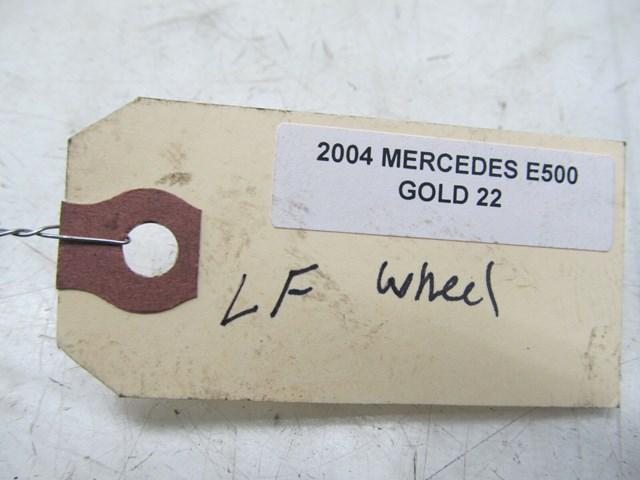 2004 MERCEDES E500
GOLD 22
LF wheel